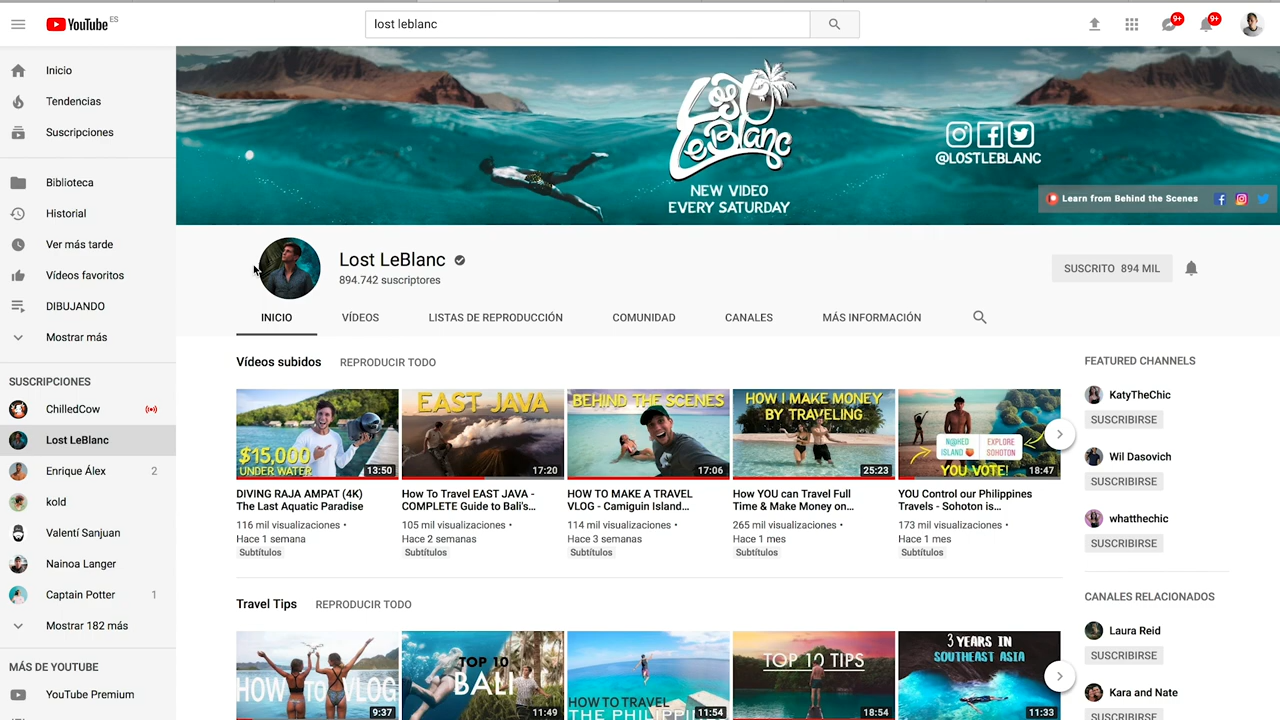 YouTube ES
lost leblanc
9+
9+
Inicio
Tendencias
Suscripciones
Biblioteca
Historial
Ver más tarde
Vídeos favoritos
DIBUJANDO
Mostrar más
SUSCRIPCIONES
ChilledCow
Lost LeBlanc
Enrique Álex 2
kold
Valentí Sanjuan
Nainoa Langer
Captain Potter 1
Mostrar 182 más
MÁS DE YOUTUBE
YouTube Premium
Lost LeBlanc
NEW VIDEO
EVERY SATURDAY
@LOSTLEBLANC
Learn from Behind the Scenes
Lost LeBlanc
894.742 suscriptores
SUSCRITO 894 MIL
INICIO VÍDEOS LISTAS DE REPRODUCCIÓN COMUNIDAD CANALES MÁS INFORMACIÓN
Vídeos subidos REPRODUCIR TODO
$15,000
UNDER WATER
13:50
DIVING RAJA AMPAT (4K)
The Last Aquatic Paradise
116 mil visualizaciones •
Hace 1 semana
Subtítulos
EAST JAVA
17:20
How To Travel EAST JAVA -
COMPLETE Guide to Bali's...
105 mil visualizaciones •
Hace 2 semanas
Subtítulos
BEHIND THE SCENES
17:06
HOW TO MAKE A TRAVEL
VLOG - Camiguin Island...
114 mil visualizaciones •
Hace 3 semanas
Subtítulos
HOW I MAKE MONEY
BY TRAVELING
25:23
How YOU can Travel Full
Time & Make Money on...
265 mil visualizaciones •
Hace 1 mes
Subtítulos
N@KED
ISLAND
EXPLORE
SOHOTON
YOU VOTE!
18:47
YOU Control our Philippines
Travels - Sohoton is...
173 mil visualizaciones •
Hace 1 mes
Subtítulos
Travel Tips REPRODUCIR TODO
HOW TO VLOG
9:37
TOP 10
BALI
11:49
HOW TO TRAVEL
THE PHILIPPINES
11:54
TOP 10 TIPS
18:54
3 YEARS IN
SOUTHEAST ASIA
11:33
FEATURED CHANNELS
KatyTheChic
SUSCRIBIRSE
Wil Dasovich
SUSCRIBIRSE
whatthechic
SUSCRIBIRSE
CANALES RELACIONADOS
Laura Reid
SUSCRIBIRSE
Kara and Nate
SUSCRIBIRSE